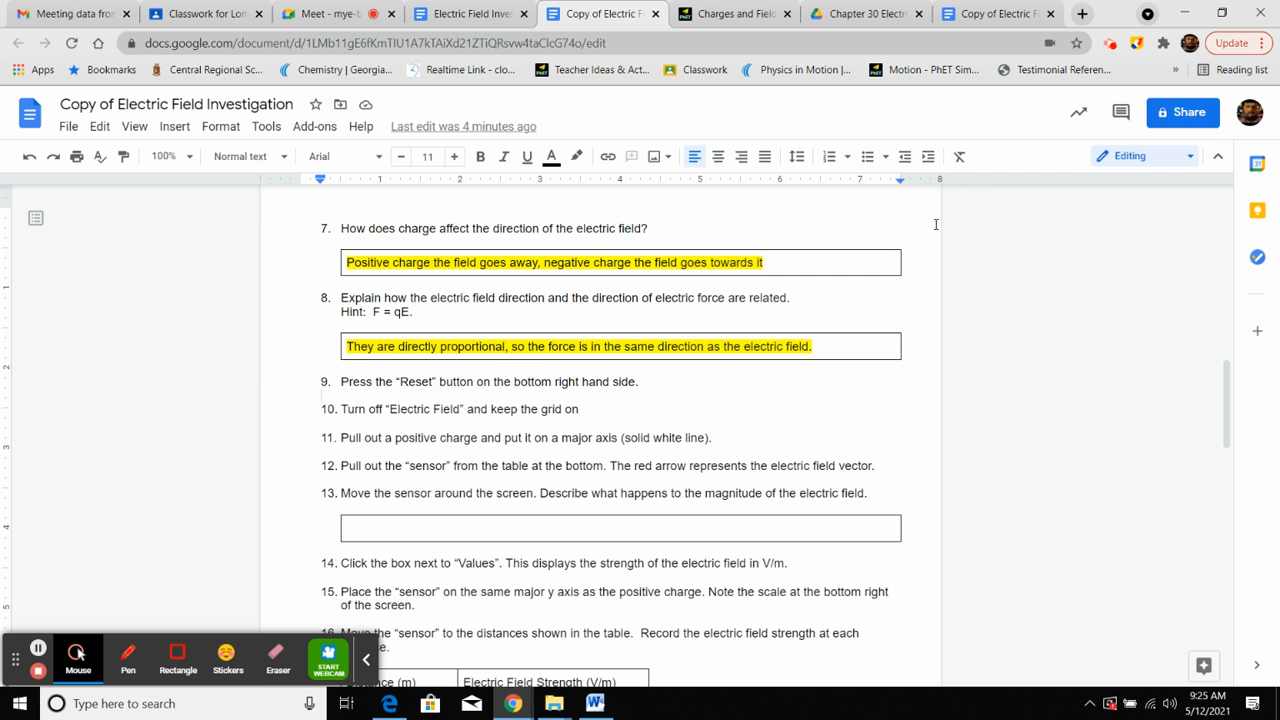 Meeting data from
Classwork for Lon
Meet - mye-b
Electric Field Inve
Copy of Electric F
Charges and Field
Chapter 30 Electr
Copy of Electric F
docs.google.com/document/d/1LMb11gE6fKmTIU1A7kTAiXd21ZTiQRsvw4taClcG74o/edit
Update
Apps
Bookmarks
Central Regional Sc...
Chemistry | Georgia...
Realtime Link - clo...
PhET
Teacher Ideas & Act...
Classwork
Physics in Motion |...
PhET
Motion - PhET Sim...
Testimonial Referen...
»
Reading list
Copy of Electric Field Investigation
File Edit View Insert Format Tools Add-ons Help Last edit was 4 minutes ago
Share
100% Normal text Arial 11 B I U A Editing
1 2 3 4 5 6 7 8
7. How does charge affect the direction of the electric field?
Positive charge the field goes away, negative charge the field goes towards it
8. Explain how the electric field direction and the direction of electric force are related.
Hint: F = qE.
They are directly proportional, so the force is in the same direction as the electric field.
9. Press the “Reset” button on the bottom right hand side.
10. Turn off “Electric Field” and keep the grid on
11. Pull out a positive charge and put it on a major axis (solid white line).
12. Pull out the “sensor” from the table at the bottom. The red arrow represents the electric field vector.
13. Move the sensor around the screen. Describe what happens to the magnitude of the electric field.
14. Click the box next to “Values”. This displays the strength of the electric field in V/m.
15. Place the “sensor” on the same major y axis as the positive charge. Note the scale at the bottom right
of the screen.
the “sensor” to the distances shown in the table. Record the electric field strength at each
(m) Electric Field Strength (V/m)
Mouse
Pen
Rectangle
Stickers
Eraser
START
WEBCAM
Type here to search
9:25 AM
5/12/2021